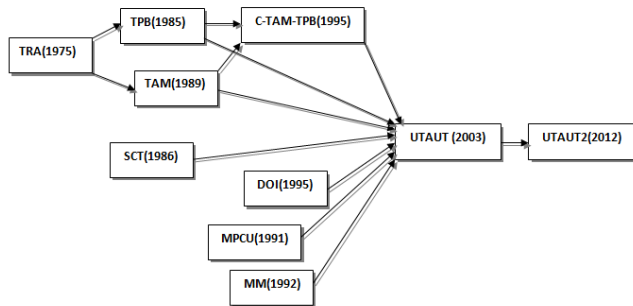 TPB(1985)
C-TAM-TPB(1995)
TRA(1975)
TAM(1989)
UTAUT (2003)
UTAUT2(2012)
SCT(1986)
DOI(1995)
MPCU(1991)
MM(1992)